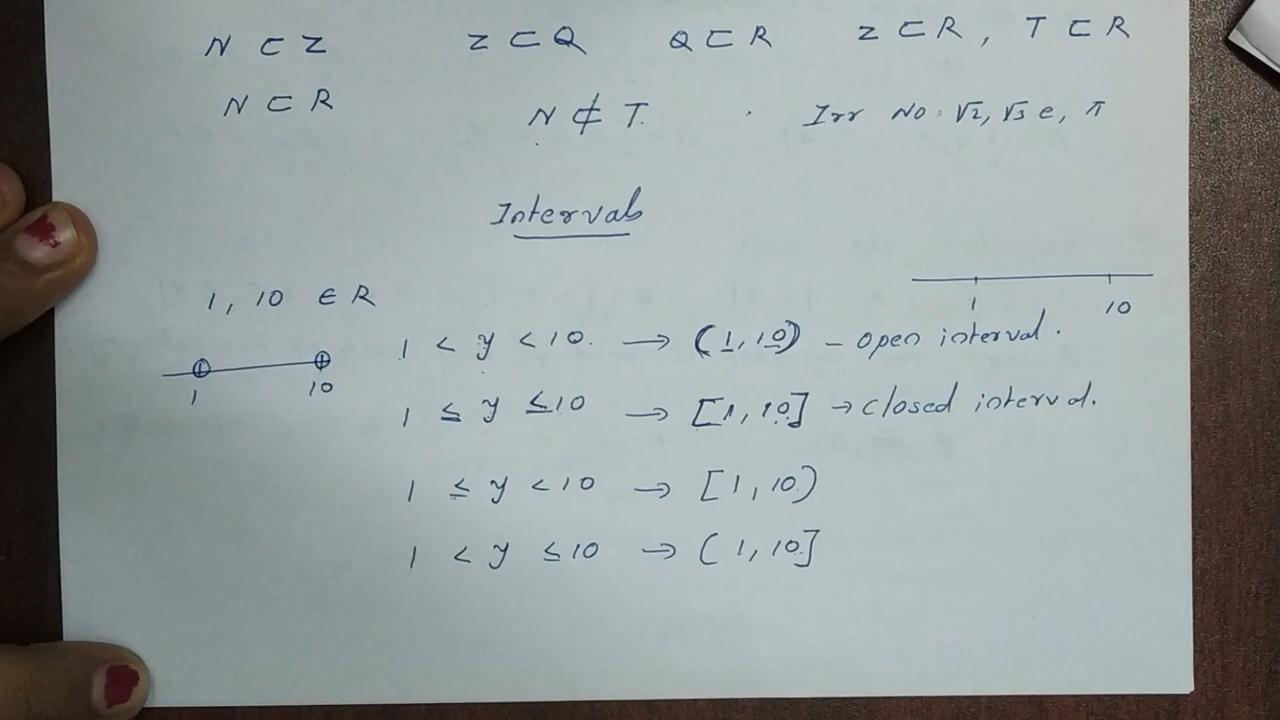 N ⊂ Z Z ⊂ Q Q ⊂ R Z ⊂ R, T ⊂ R
N ⊂ R N ⊄ T. Irr No: √2, √3 e, π
Intervals
1, 10 ∈ R
1 10
1 10
1 < y < 10. → (1, 10) - open interval.
1 ≤ y ≤ 10 → [1, 10] → closed interval.
1 ≤ y < 10 → [1, 10)
1 < y ≤ 10 → (1, 10]